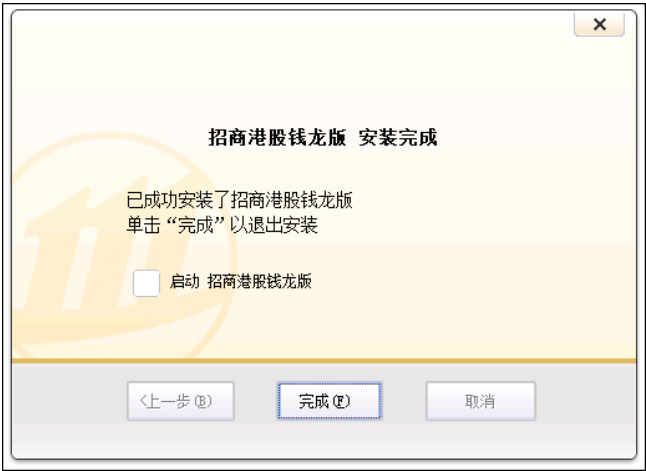 招商港股钱龙版 安装完成
已成功安装了招商港股钱龙版
单击“完成”以退出安装
启动 招商港股钱龙版
<上一步(B)
完成(F)
取消